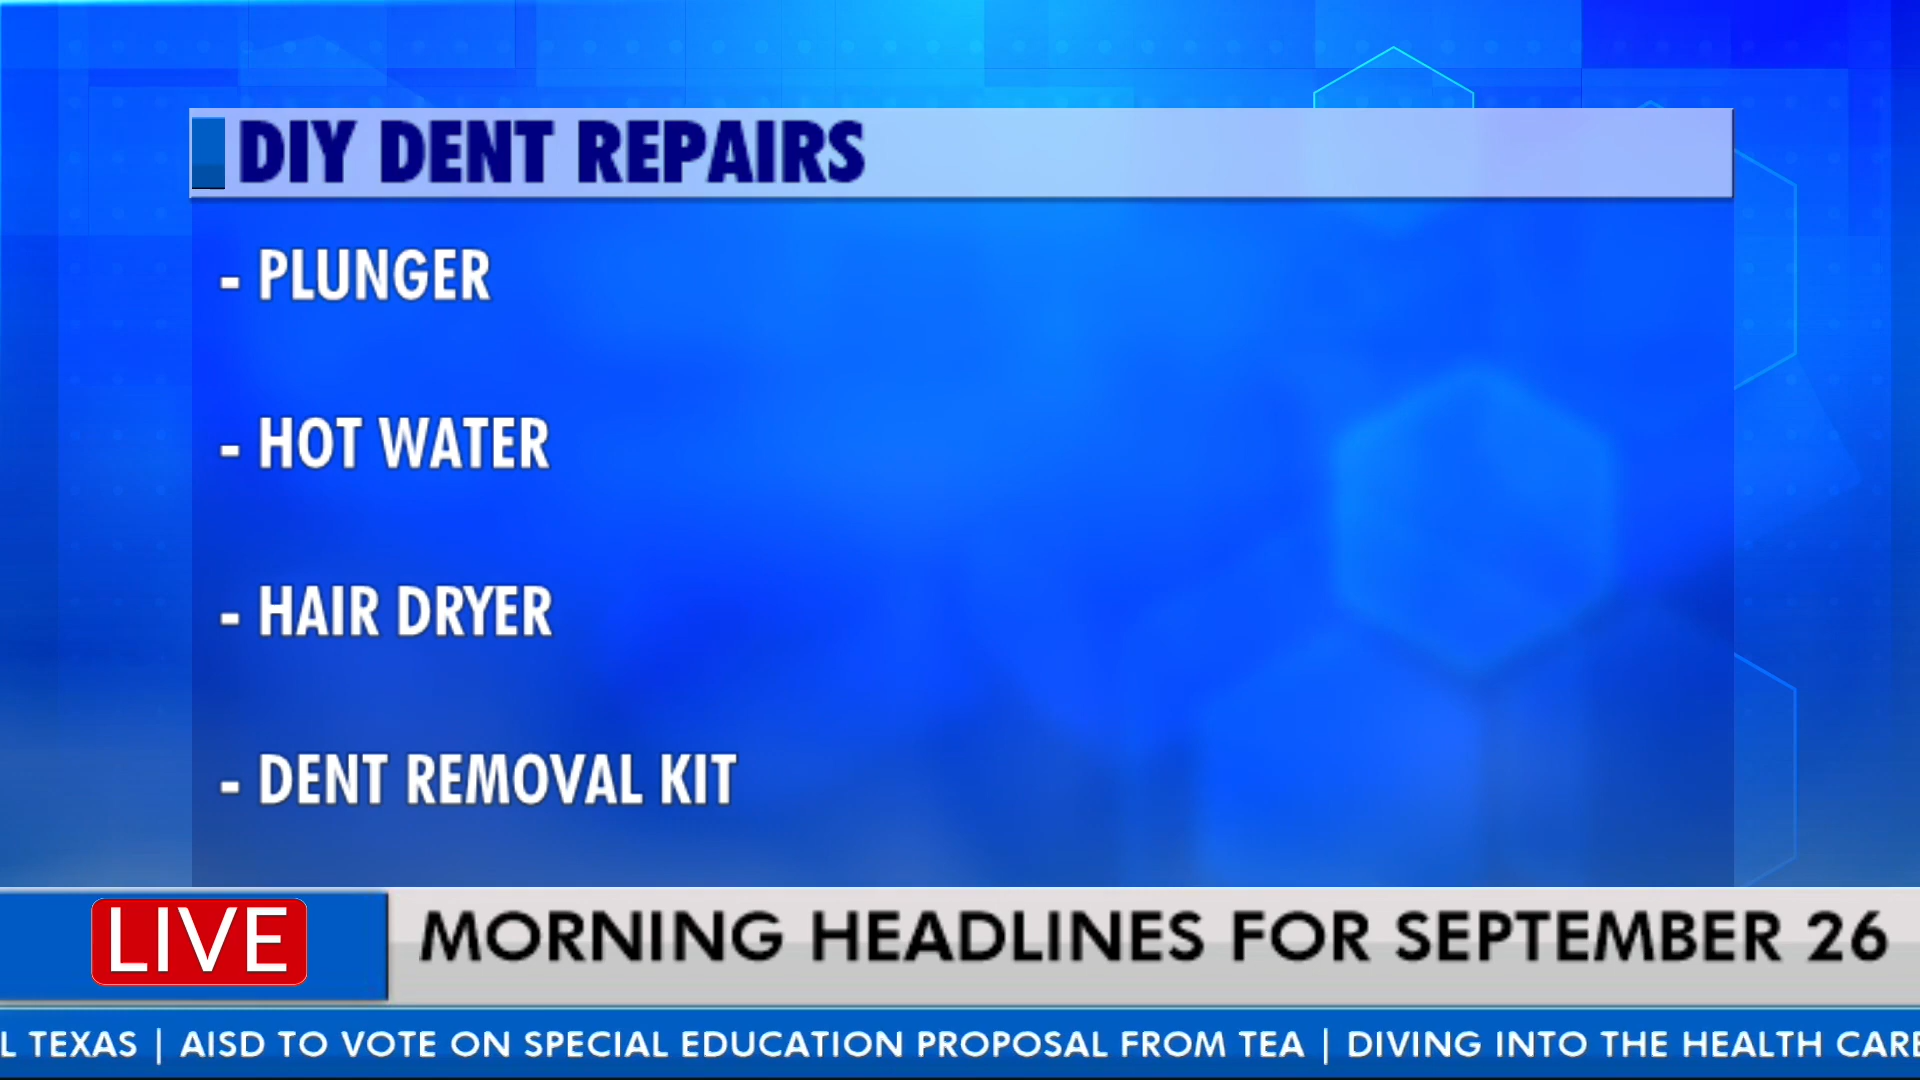 DIY DENT REPAIRS
- PLUNGER
- HOT WATER
- HAIR DRYER
- DENT REMOVAL KIT
LIVE
MORNING HEADLINES FOR SEPTEMBER 26
L TEXAS | AISD TO VOTE ON SPECIAL EDUCATION PROPOSAL FROM TEA | DIVING INTO THE HEALTH CARE